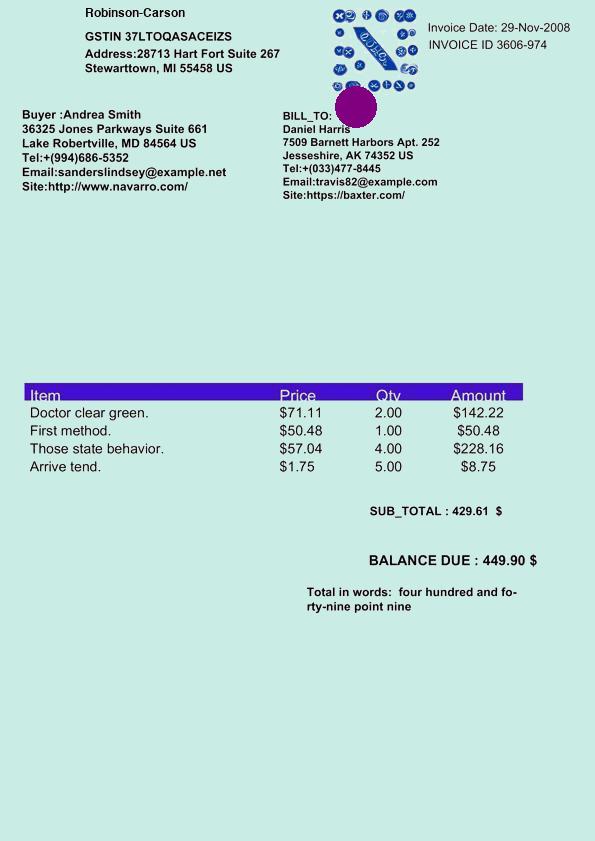 Robinson-Carson
GSTIN 37LTOQASACEIZS
Address:28713 Hart Fort Suite 267
Stewarttown, MI 55458 US
Invoice Date: 29-Nov-2008
INVOICE ID 3606-974
Buyer :Andrea Smith
36325 Jones Parkways Suite 661
Lake Robertville, MD 84564 US
Tel:+(994)686-5352
Email:sanderslindsey@example.net
Site:http://www.navarro.com/
BILL_TO:
Daniel Harris
7509 Barnett Harbors Apt. 252
Jesseshire, AK 74352 US
Tel:+(033)477-8445
Email:travis82@example.com
Site:https://baxter.com/
Item Price Qty Amount
Doctor clear green. $71.11 2.00 $142.22
First method. $50.48 1.00 $50.48
Those state behavior. $57.04 4.00 $228.16
Arrive tend. $1.75 5.00 $8.75
SUB_TOTAL : 429.61 $
BALANCE DUE : 449.90 $
Total in words: four hundred and fo-
rty-nine point nine